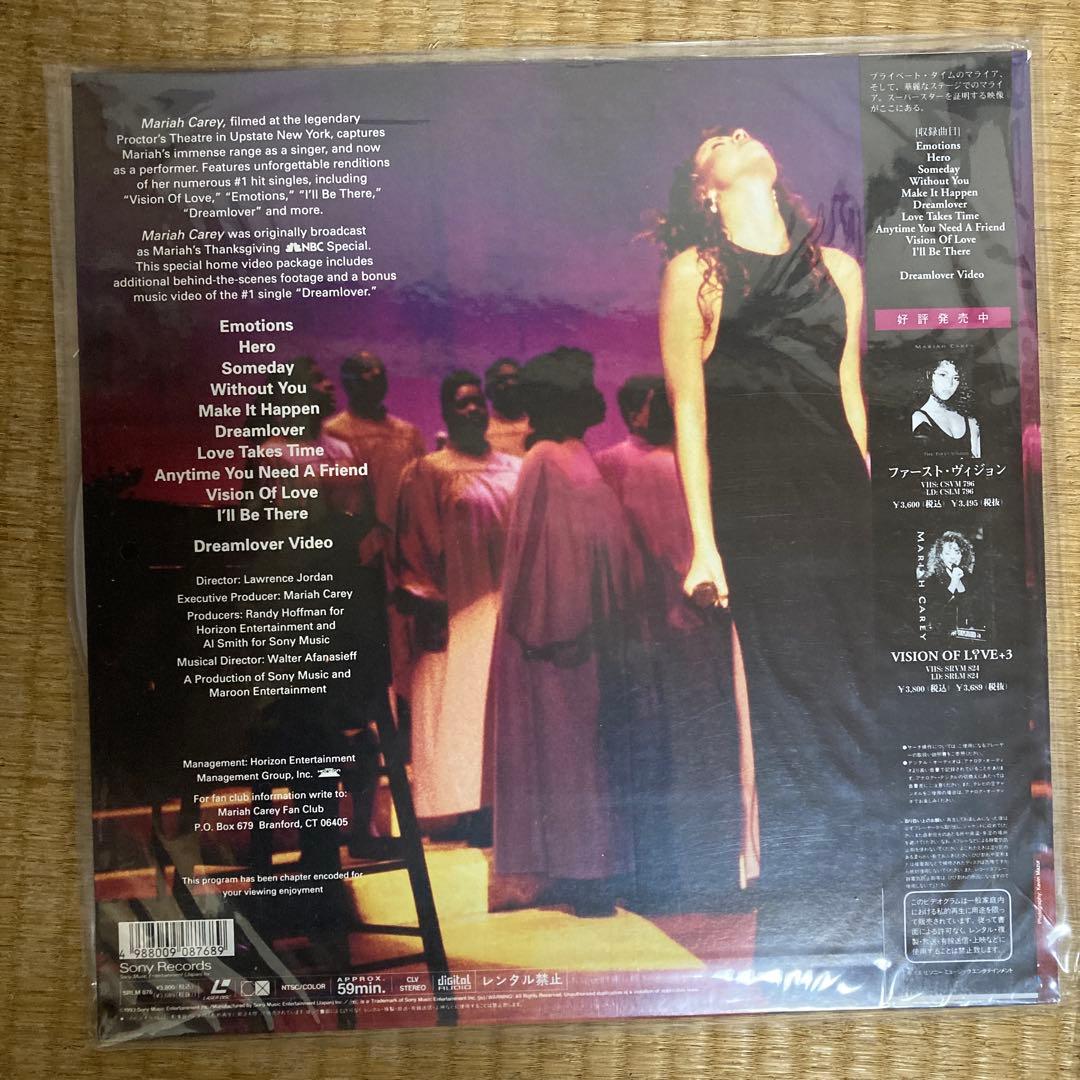 Mariah Carey, filmed at the legendary
Proctor's Theatre in Upstate New York, captures
Mariah's immense range as a singer, and now
as a performer. Features unforgettable renditions
of her numerous #1 hit singles, including
"Vision Of Love," "Emotions," "I'll Be There,"
"Dreamlover" and more.
Mariah Carey was originally broadcast
as Mariah's Thanksgiving NBC Special.
This special home video package includes
additional behind-the-scenes footage and a bonus
music video of the #1 single "Dreamlover."
Emotions
Hero
Someday
Without You
Make It Happen
Dreamlover
Love Takes Time
Anytime You Need A Friend
Vision Of Love
I'll Be There
Dreamlover Video
Director: Lawrence Jordan
Executive Producer: Mariah Carey
Producers: Randy Hoffman for
Horizon Entertainment and
Al Smith for Sony Music
Musical Director: Walter Afanasieff
A Production of Sony Music and
Maroon Entertainment
Management: Horizon Entertainment
Management Group, Inc.
For fan club information write to:
Mariah Carey Fan Club
P.O. Box 679 Branford, CT 06405
This program has been chapter encoded for
your viewing enjoyment
4 988009 087689
Sony Records
Sony Music Entertainment (Japan) Inc.
SRLM 876
NTSC/COLOR
APPROX.
59min.
CLV
STEREO
digital
AUDIO
レンタル禁止
プライベート・タイムのマライア、
そして、華麗なステージでのマライ
ア。スーパースターを証明する映像
がここにある。
[収録曲目]
Emotions
Hero
Someday
Without You
Make It Happen
Dreamlover
Love Takes Time
Anytime You Need A Friend
Vision Of Love
I'll Be There
Dreamlover Video
好評発売中
MARIAH CAREY
THE FIRST VISION
ファースト・ヴィジョン
VHS: CSVM 796
LD: CSLM 796
¥3,600(税込) ¥3,495(税抜)
MARIAH CAREY
VISION OF LOVE+3
VHS: SRVM 824
LD: SRLM 824
¥3,800(税込) ¥3,689(税抜)
このビデオグラムは一般家庭内
における私的再生に用途を限っ
て販売されています。従って書
面による許可なく、レンタル・複
製・放送・有線送信・上映などに
使用することは禁止致します。
Photography: Kevin Mazur